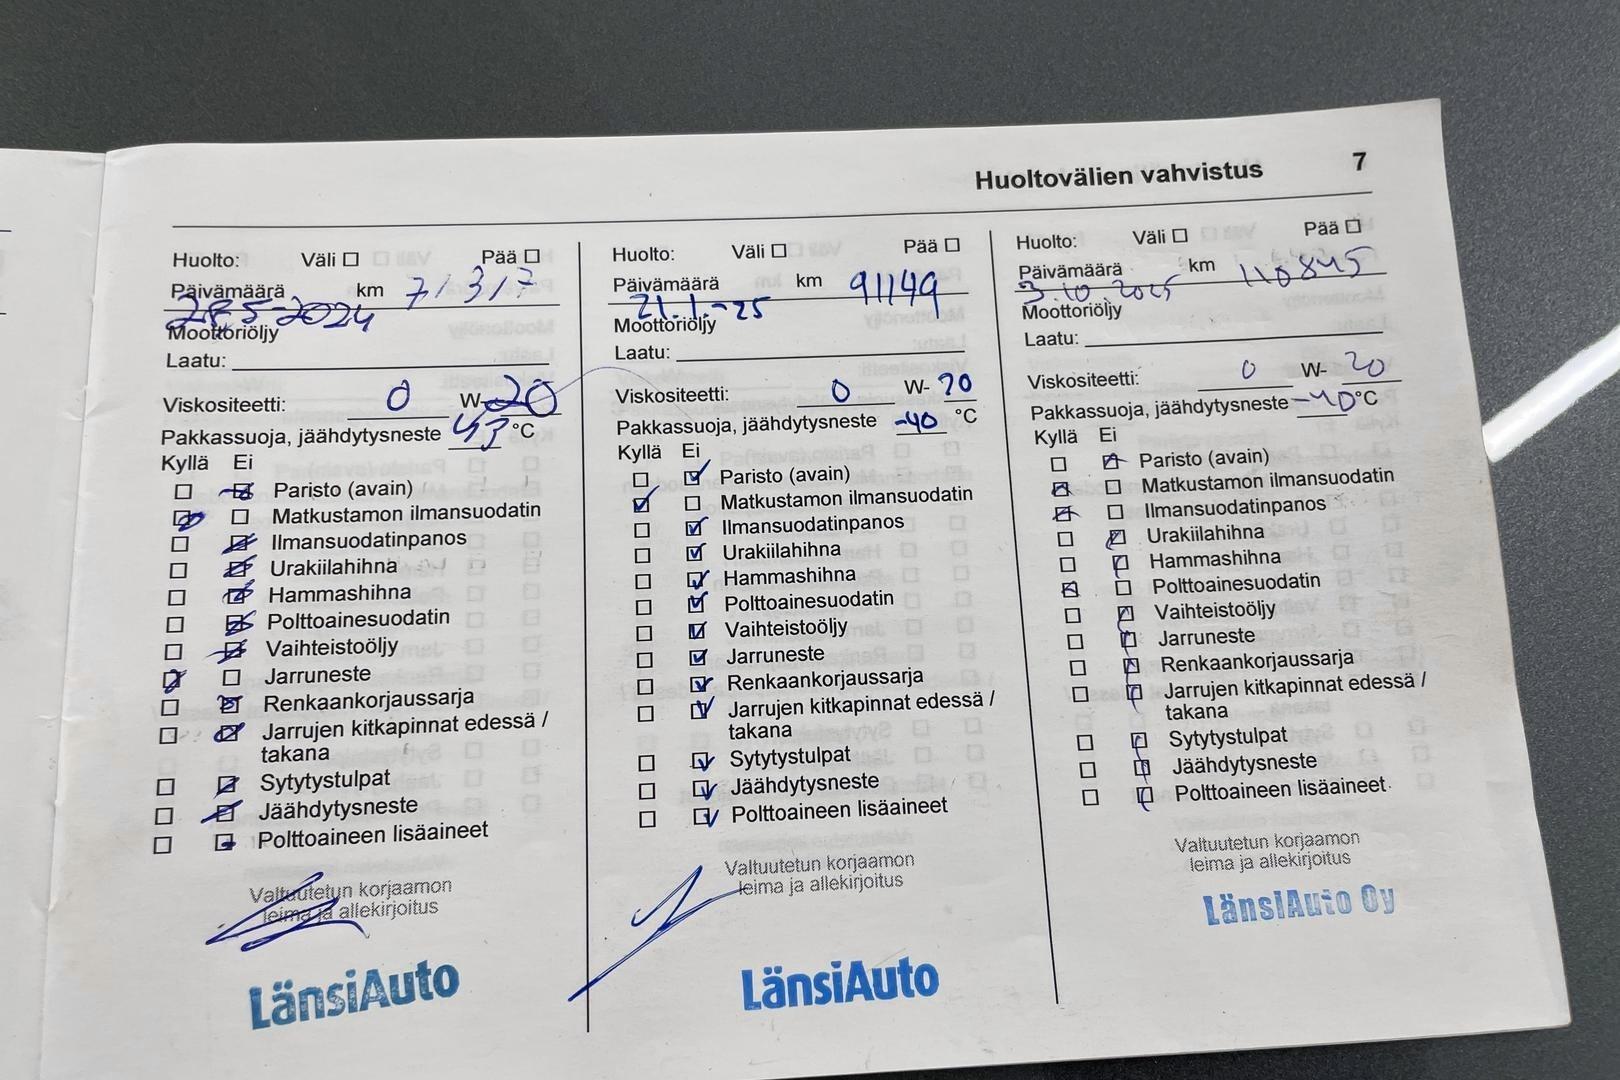 Huoltovälien vahvistus 7
Huolto: Väli Pää
Päivämäärä km 71317
28.5-2024
Moottoriöljy
Laatu:
Viskositeetti: 0 W-20
Pakkassuoja, jäähdytysneste °C
Kyllä Ei
Paristo (avain)
Matkustamon ilmansuodatin
Ilmansuodatinpanos
Urakiilahihna
Hammashihna
Polttoainesuodatin
Vaihteistoöljy
Jarruneste
Renkaankorjaussarja
Jarrujen kitkapinnat edessä /
takana
Sytytystulpat
Jäähdytysneste
Polttoaineen lisäaineet
Valtuutetun korjaamon
leima ja allekirjoitus
LänsiAuto
Huolto: Väli Pää
Päivämäärä km 91149
21.1.-25
Moottoriöljy
Laatu:
Viskositeetti: 0 W-20
Pakkassuoja, jäähdytysneste -40 °C
Kyllä Ei
Paristo (avain)
Matkustamon ilmansuodatin
Ilmansuodatinpanos
Urakiilahihna
Hammashihna
Polttoainesuodatin
Vaihteistoöljy
Jarruneste
Renkaankorjaussarja
Jarrujen kitkapinnat edessä /
takana
Sytytystulpat
Jäähdytysneste
Polttoaineen lisäaineet
Valtuutetun korjaamon
leima ja allekirjoitus
LänsiAuto
Huolto: Väli Pää
Päivämäärä km 110845
3.10.2025
Moottoriöljy
Laatu:
Viskositeetti: 0 W-20
Pakkassuoja, jäähdytysneste -40°C
Kyllä Ei
Paristo (avain)
Matkustamon ilmansuodatin
Ilmansuodatinpanos
Urakiilahihna
Hammashihna
Polttoainesuodatin
Vaihteistoöljy
Jarruneste
Renkaankorjaussarja
Jarrujen kitkapinnat edessä /
takana
Sytytystulpat
Jäähdytysneste
Polttoaineen lisäaineet
Valtuutetun korjaamon
leima ja allekirjoitus
LänsiAuto Oy